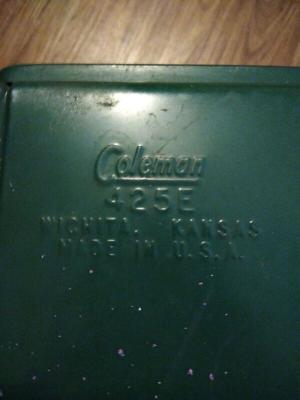 Coleman
425E
WICHITA, KANSAS
MADE IN U.S.A.